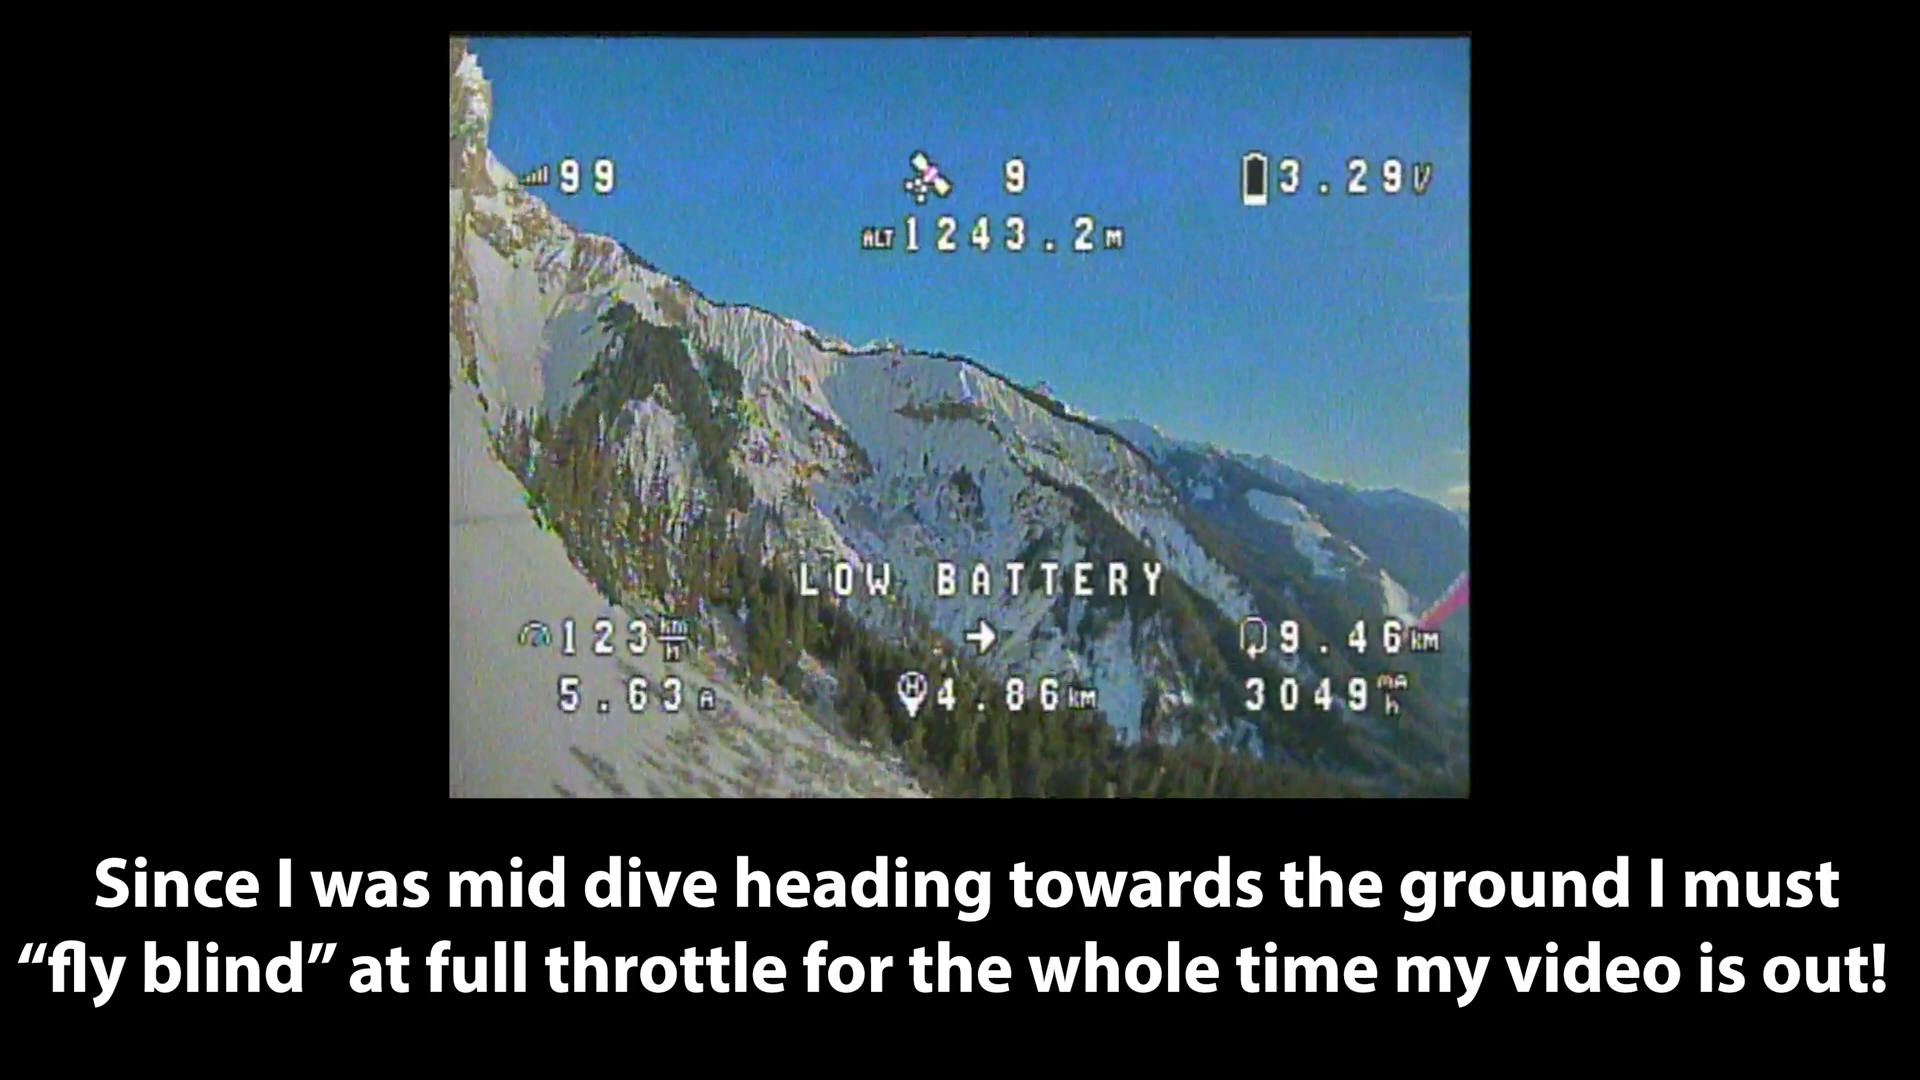 99 9 3.29V
ALT 1243.2M
LOW BATTERY
123 km/h 9.46km
5.63A 4.86km 3049mAh
Since I was mid dive heading towards the ground I must
“fly blind” at full throttle for the whole time my video is out!